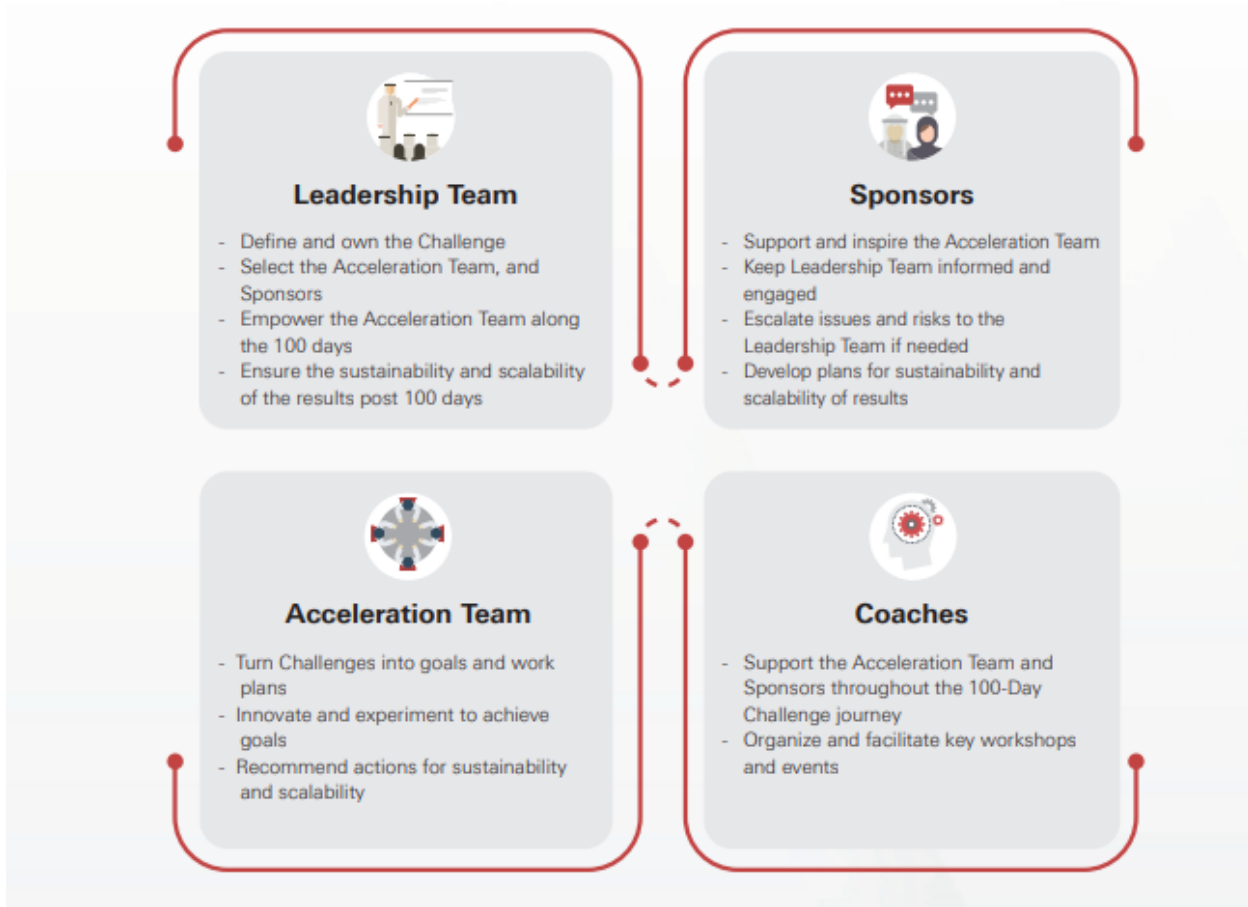 Leadership Team
- Define and own the Challenge
- Select the Acceleration Team, and
Sponsors
- Empower the Acceleration Team along
the 100 days
- Ensure the sustainability and scalability
of the results post 100 days
Sponsors
- Support and inspire the Acceleration Team
- Keep Leadership Team informed and
engaged
- Escalate issues and risks to the
Leadership Team if needed
- Develop plans for sustainability and
scalability of results
Acceleration Team
- Turn Challenges into goals and work
plans
- Innovate and experiment to achieve
goals
- Recommend actions for sustainability
and scalability
Coaches
- Support the Acceleration Team and
Sponsors throughout the 100-Day
Challenge journey
- Organize and facilitate key workshops
and events